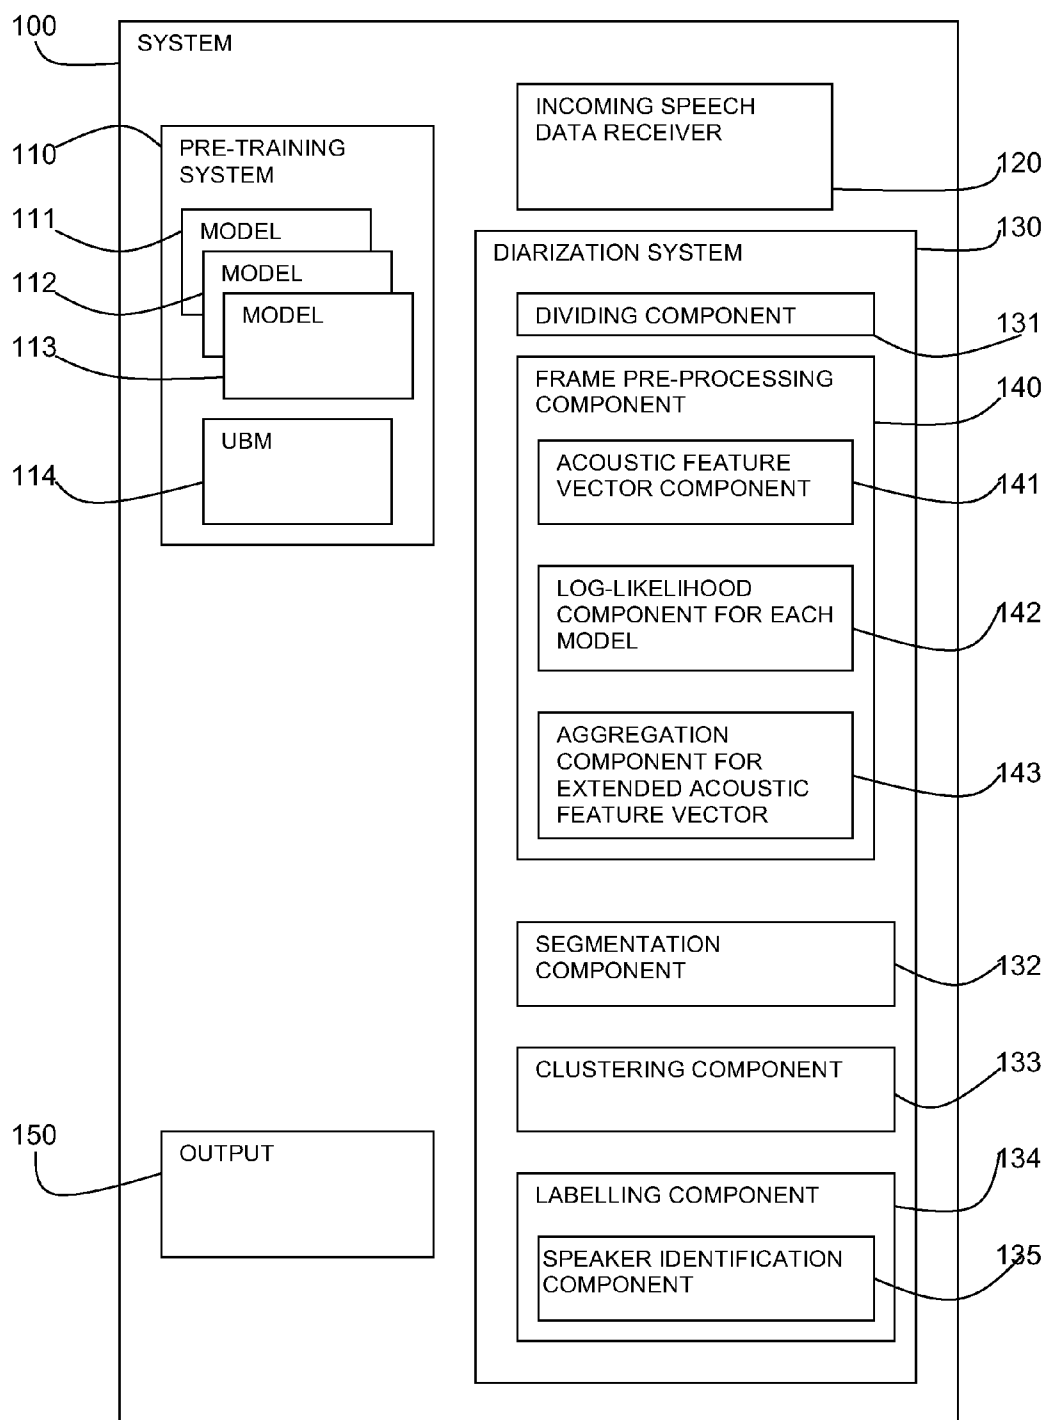 100
SYSTEM
INCOMING SPEECH
DATA RECEIVER
110
PRE-TRAINING
SYSTEM
120
111
MODEL
130
DIARIZATION SYSTEM
112
MODEL
113
MODEL
DIVIDING COMPONENT
131
FRAME PRE-PROCESSING
COMPONENT
140
114
UBM
ACOUSTIC FEATURE
VECTOR COMPONENT
141
LOG-LIKELIHOOD
COMPONENT FOR EACH
MODEL
142
AGGREGATION
COMPONENT FOR
EXTENDED ACOUSTIC
FEATURE VECTOR
143
SEGMENTATION
COMPONENT
132
CLUSTERING COMPONENT
133
150
OUTPUT
134
LABELLING COMPONENT
SPEAKER IDENTIFICATION
COMPONENT
135